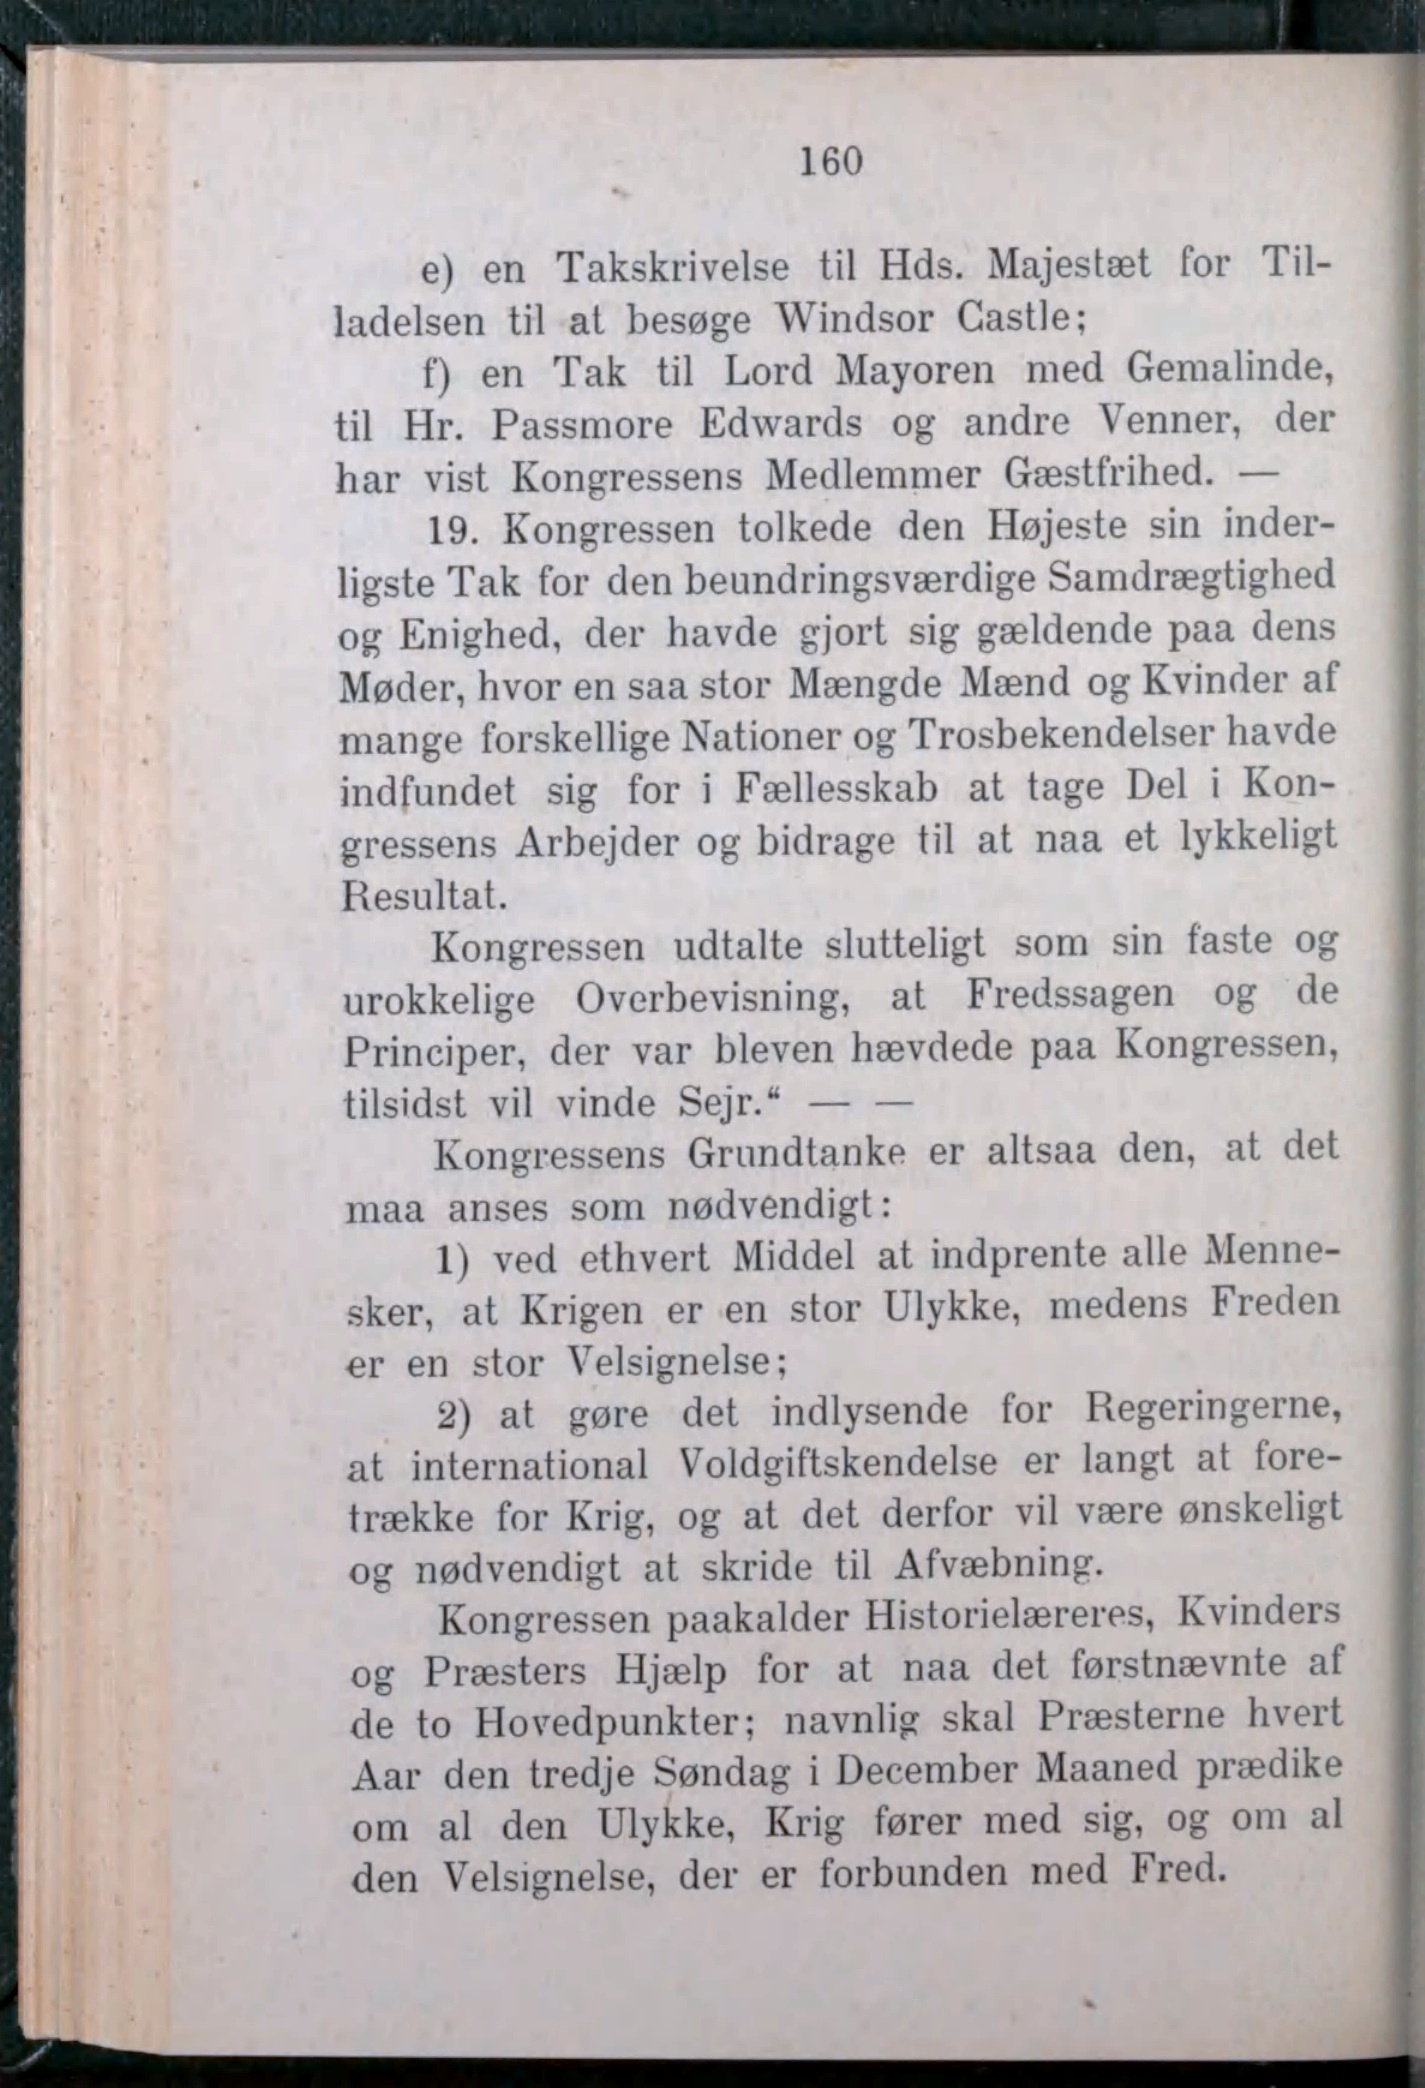 160
e) en Takskrivelse til Hds. Majestæt for Til-
ladelsen til at besøge Windsor Castle;
f) en Tak til Lord Mayoren med Gemalinde,
til Hr. Passmore Edwards og andre Venner, der
har vist Kongressens Medlemmer Gæstfrihed. —
19. Kongressen tolkede den Højeste sin inder-
ligste Tak for den beundringsværdige Samdrægtighed
og Enighed, der havde gjort sig gældende paa dens
Møder, hvor en saa stor Mængde Mænd og Kvinder af
mange forskellige Nationer og Trosbekendelser havde
indfundet sig for i Fællesskab at tage Del i Kon-
gressens Arbejder og bidrage til at naa et lykkeligt
Resultat.
Kongressen udtalte slutteligt som sin faste og
urokkelige Overbevisning, at Fredssagen og de
Principer, der var bleven hævdede paa Kongressen,
tilsidst vil vinde Sejr.“ — —
Kongressens Grundtanke er altsaa den, at det
maa anses som nødvendigt:
1) ved ethvert Middel at indprente alle Menne-
sker, at Krigen er en stor Ulykke, medens Freden
er en stor Velsignelse;
2) at gøre det indlysende for Regeringerne,
at international Voldgiftskendelse er langt at fore-
trække for Krig, og at det derfor vil være ønskeligt
og nødvendigt at skride til Afvæbning.
Kongressen paakalder Historielæreres, Kvinders
og Præsters Hjælp for at naa det førstnævnte af
de to Hovedpunkter; navnlig skal Præsterne hvert
Aar den tredje Søndag i December Maaned prædike
om al den Ulykke, Krig fører med sig, og om al
den Velsignelse, der er forbunden med Fred.